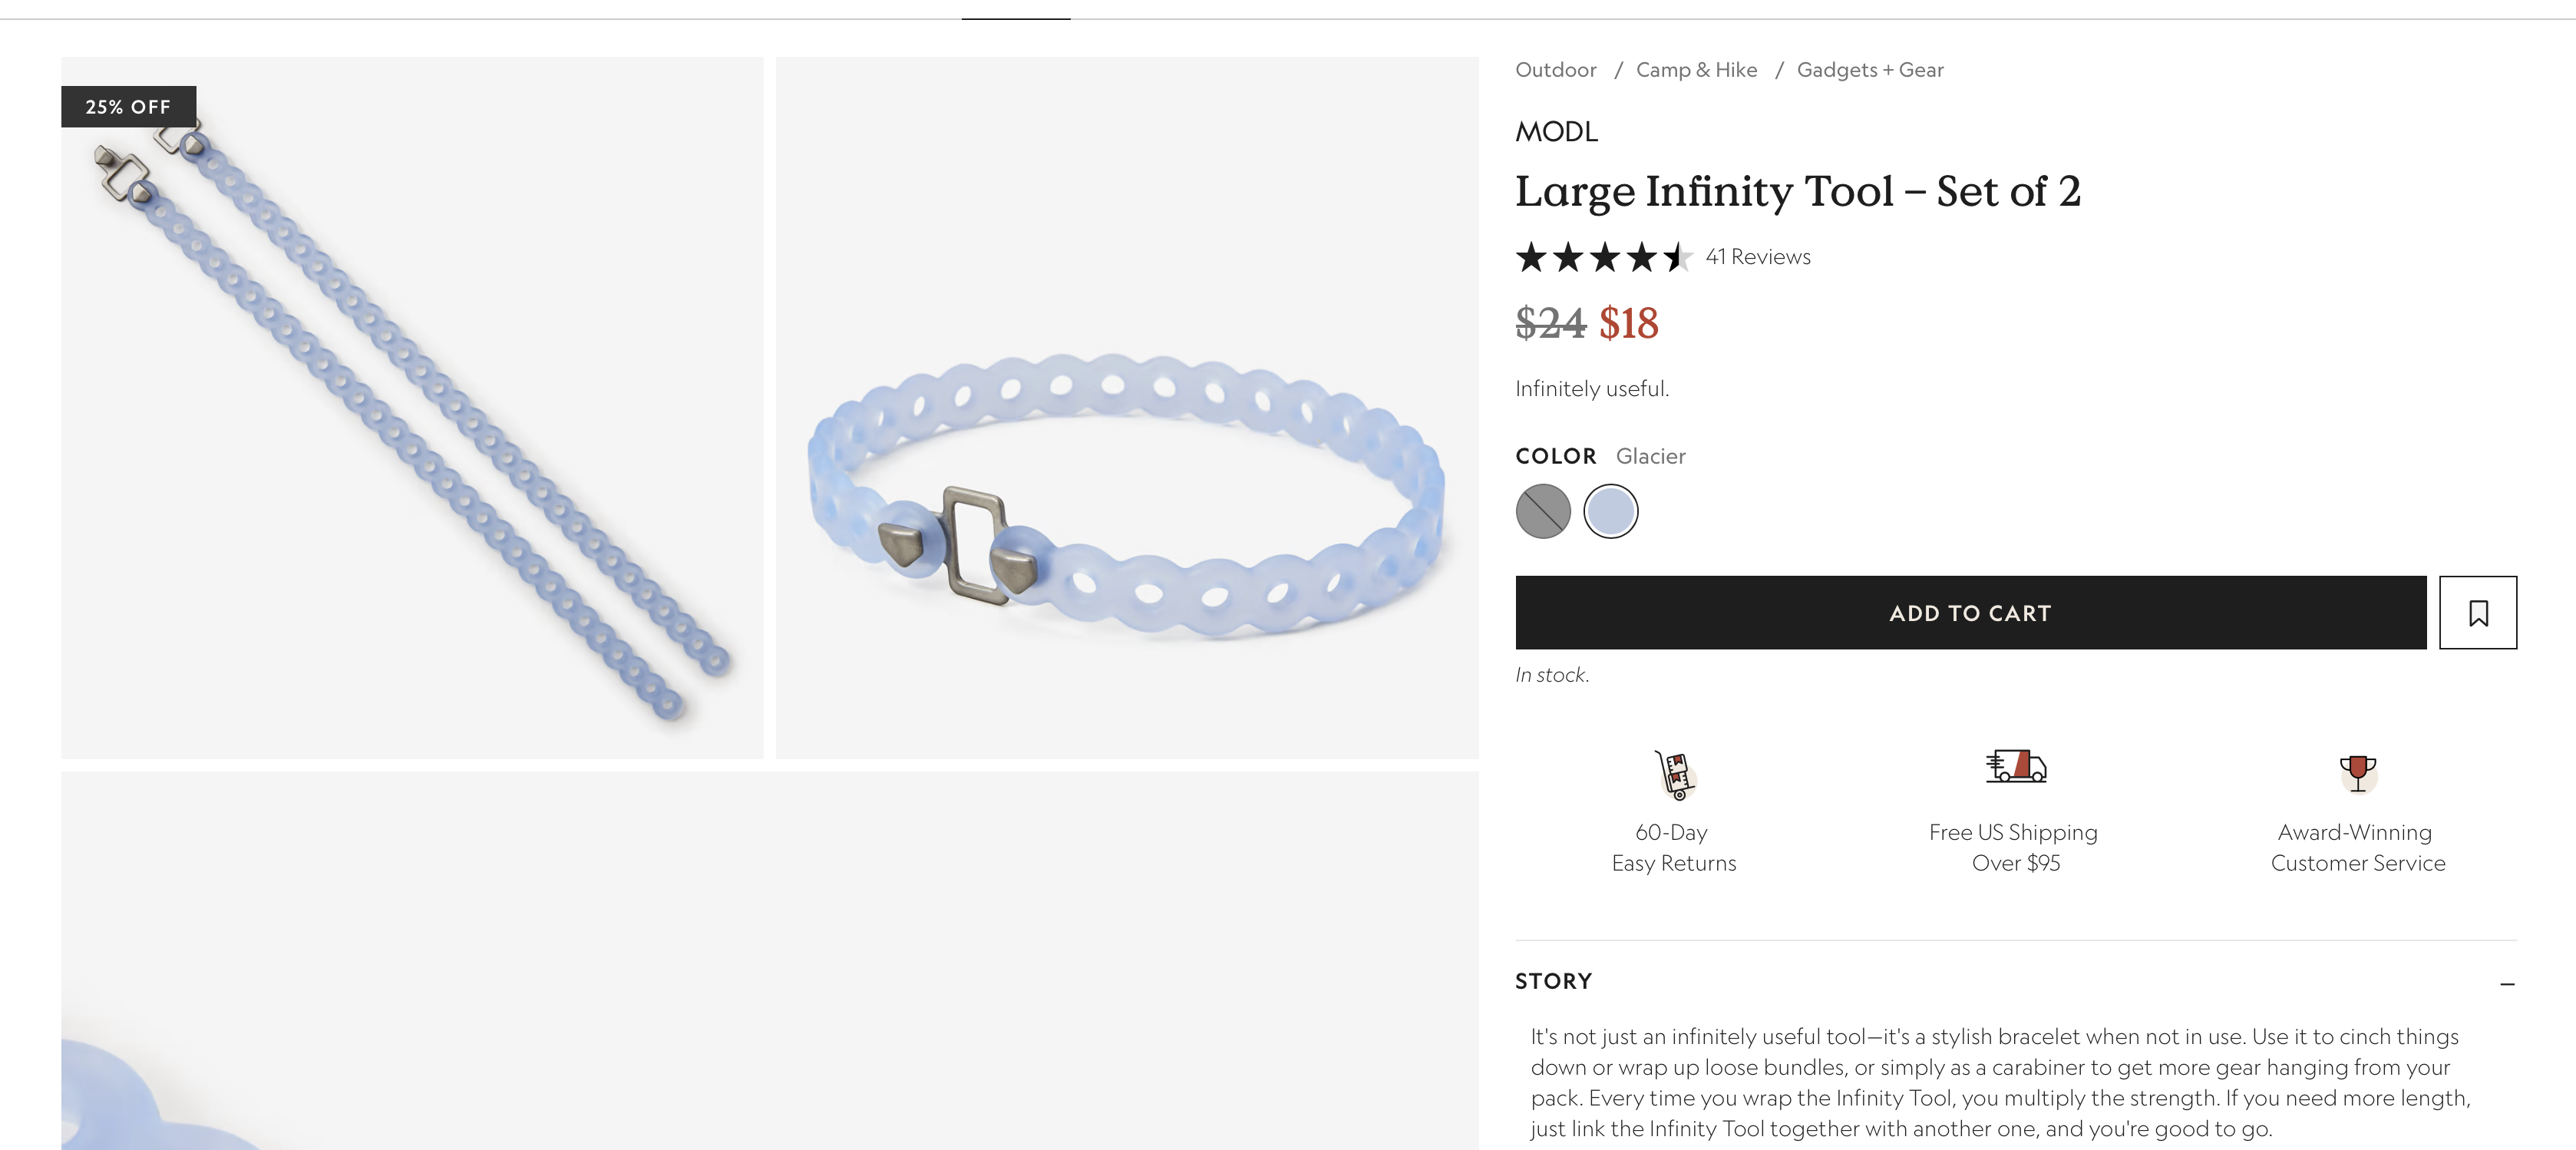 25% OFF
Outdoor / Camp & Hike / Gadgets + Gear
MODL
Large Infinity Tool – Set of 2
41 Reviews
$24 $18
Infinitely useful.
COLOR Glacier
ADD TO CART
In stock.
60-Day
Easy Returns
Free US Shipping
Over $95
Award-Winning
Customer Service
STORY
It's not just an infinitely useful tool—it's a stylish bracelet when not in use. Use it to cinch things
down or wrap up loose bundles, or simply as a carabiner to get more gear hanging from your
pack. Every time you wrap the Infinity Tool, you multiply the strength. If you need more length,
just link the Infinity Tool together with another one, and you're good to go.